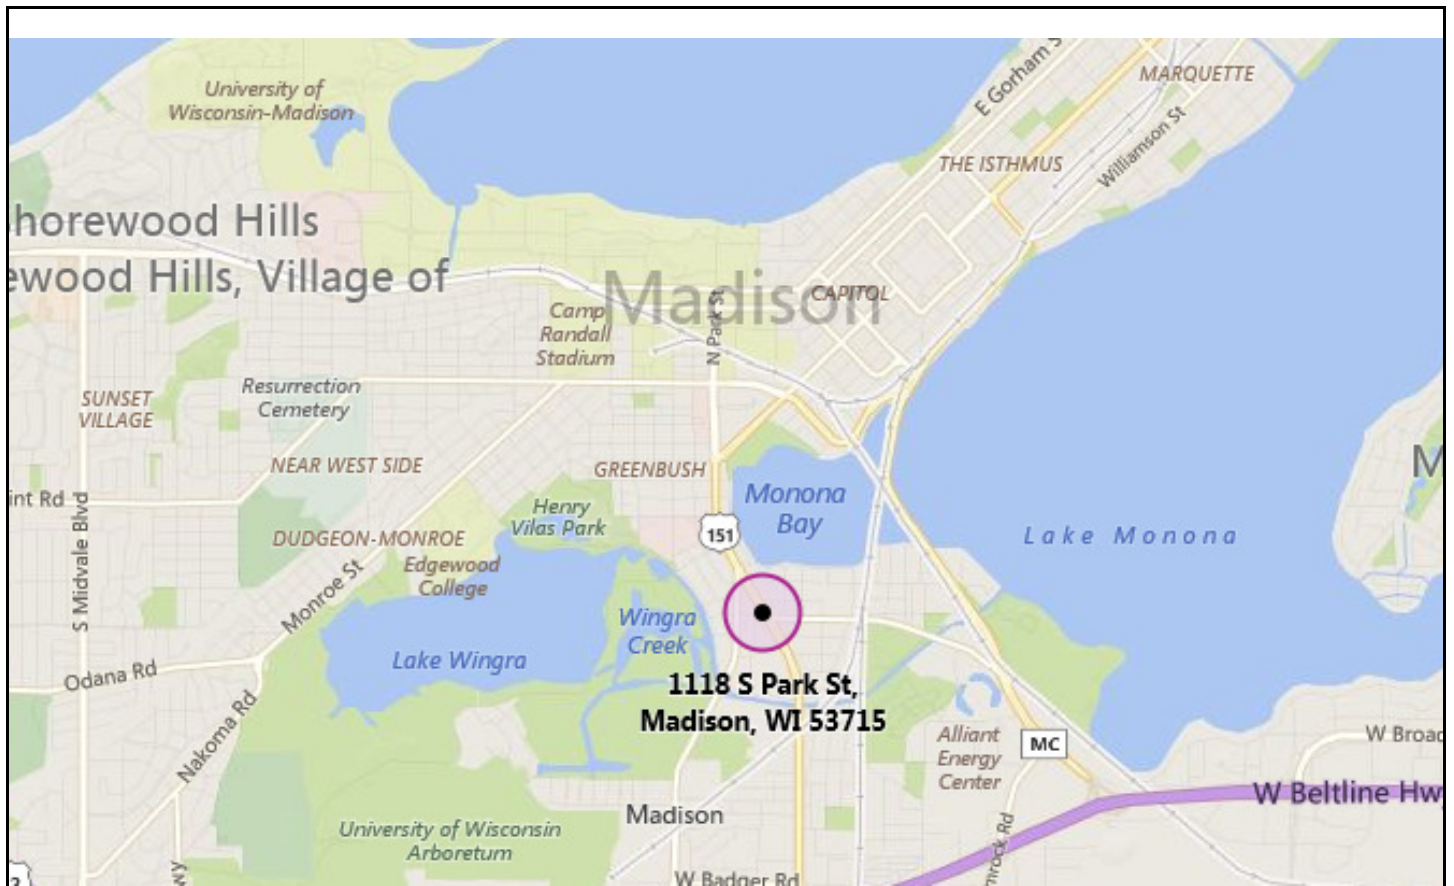 University of
Wisconsin-Madison
E Gorham S
MARQUETTE
Williamson St
THE ISTHMUS
horewood Hills
ewood Hills, Village of
Madison
CAPITOL
N Park St
Camp
Randall
Stadium
SUNSET
VILLAGE
Resurrection
Cemetery
NEAR WEST SIDE
GREENBUSH
int Rd
S Midvale Blvd
Henry
Vilas Park
Monona
Bay
151
M
Lake Monona
DUDGEON-MONROE
Edgewood
College
Monroe St
Wingra
Creek
Lake Wingra
Odana Rd
1118 S Park St,
Madison, WI 53715
Nakoma Rd
Alliant
Energy
Center
MC
W Broad
W Beltline Hw
University of Wisconsin
Arboretum
Madison
mrock Rd
W Badger Rd
wy